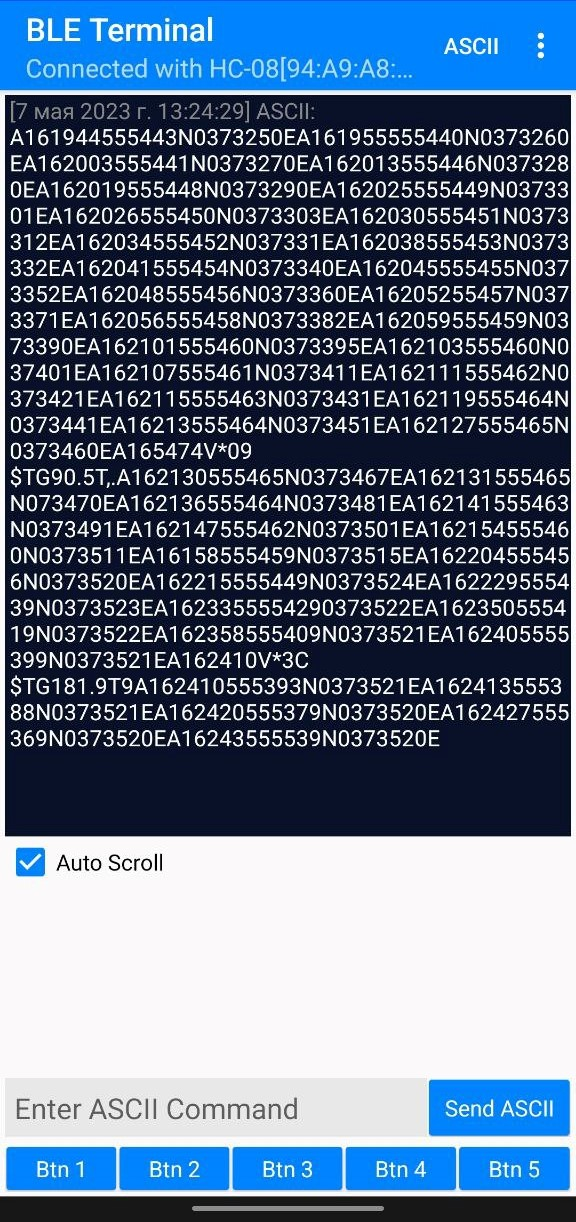 BLE Terminal
Connected with HC-08[94:A9:A8:...
ASCII
[7 мая 2023 г. 13:24:29] ASCII:
A161944555443N0373250EA161955555440N0373260
EA162003555441N0373270EA162013555446N037328
0EA162019555448N0373290EA162025555449N03733
01EA162026555450N0373303EA162030555451N0373
312EA162034555452N037331EA162038555453N0373
332EA162041555454N0373340EA162045555455N037
3352EA162048555456N0373360EA16205255457N037
3371EA162056555458N0373382EA162059555459N03
73390EA162101555460N0373395EA162103555460N0
37401EA162107555461N0373411EA162111555462N0
373421EA162115555463N0373431EA162119555464N
0373441EA16213555464N0373451EA162127555465N
0373460EA165474V*09
$TG90.5T,.A162130555465N0373467EA162131555465
N073470EA162136555464N0373481EA162141555463
N0373491EA162147555462N0373501EA16215455546
0N0373511EA16158555459N0373515EA16220455545
6N0373520EA162215555449N0373524EA1622295554
39N0373523EA1623355554290373522EA1623505554
19N0373522EA162358555409N0373521EA162405555
399N0373521EA162410V*3C
$TG181.9T9A162410555393N0373521EA1624135553
88N0373521EA162420555379N0373520EA162427555
369N0373520EA16243555539N0373520E
Auto Scroll
Enter ASCII Command
Send ASCII
Btn 1
Btn 2
Btn 3
Btn 4
Btn 5